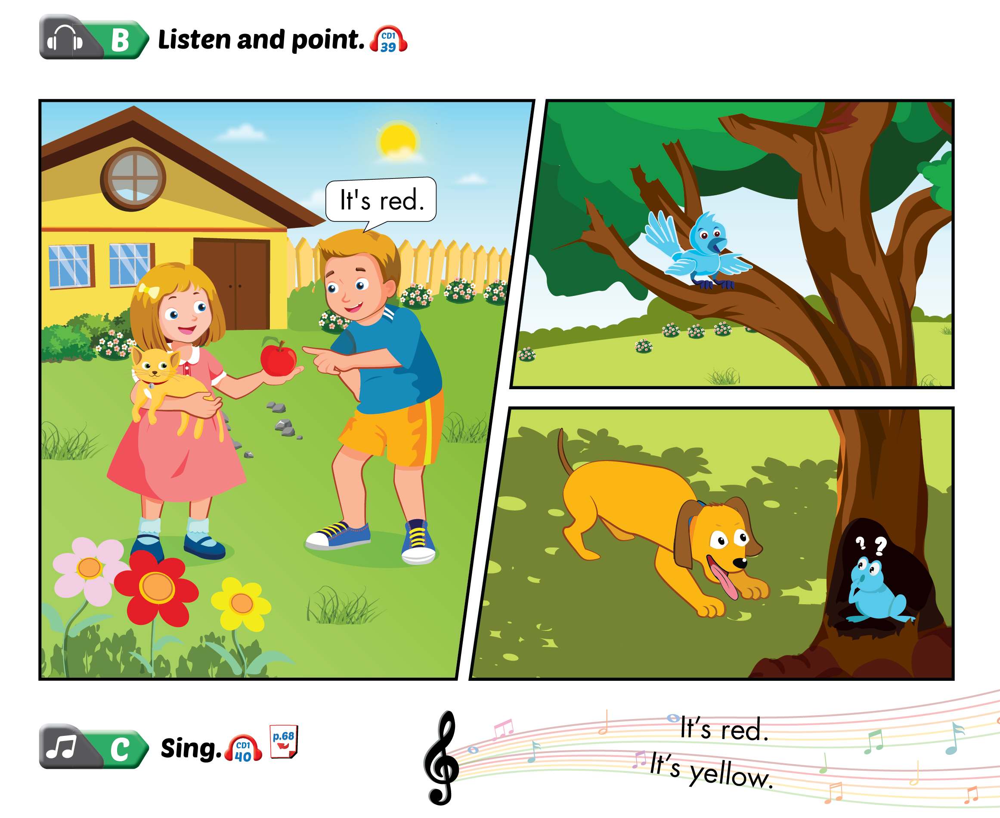 B Listen and point. CD1 39
It's red.
? ?
C Sing. CD1 40 p.68
It's red.
It's yellow.